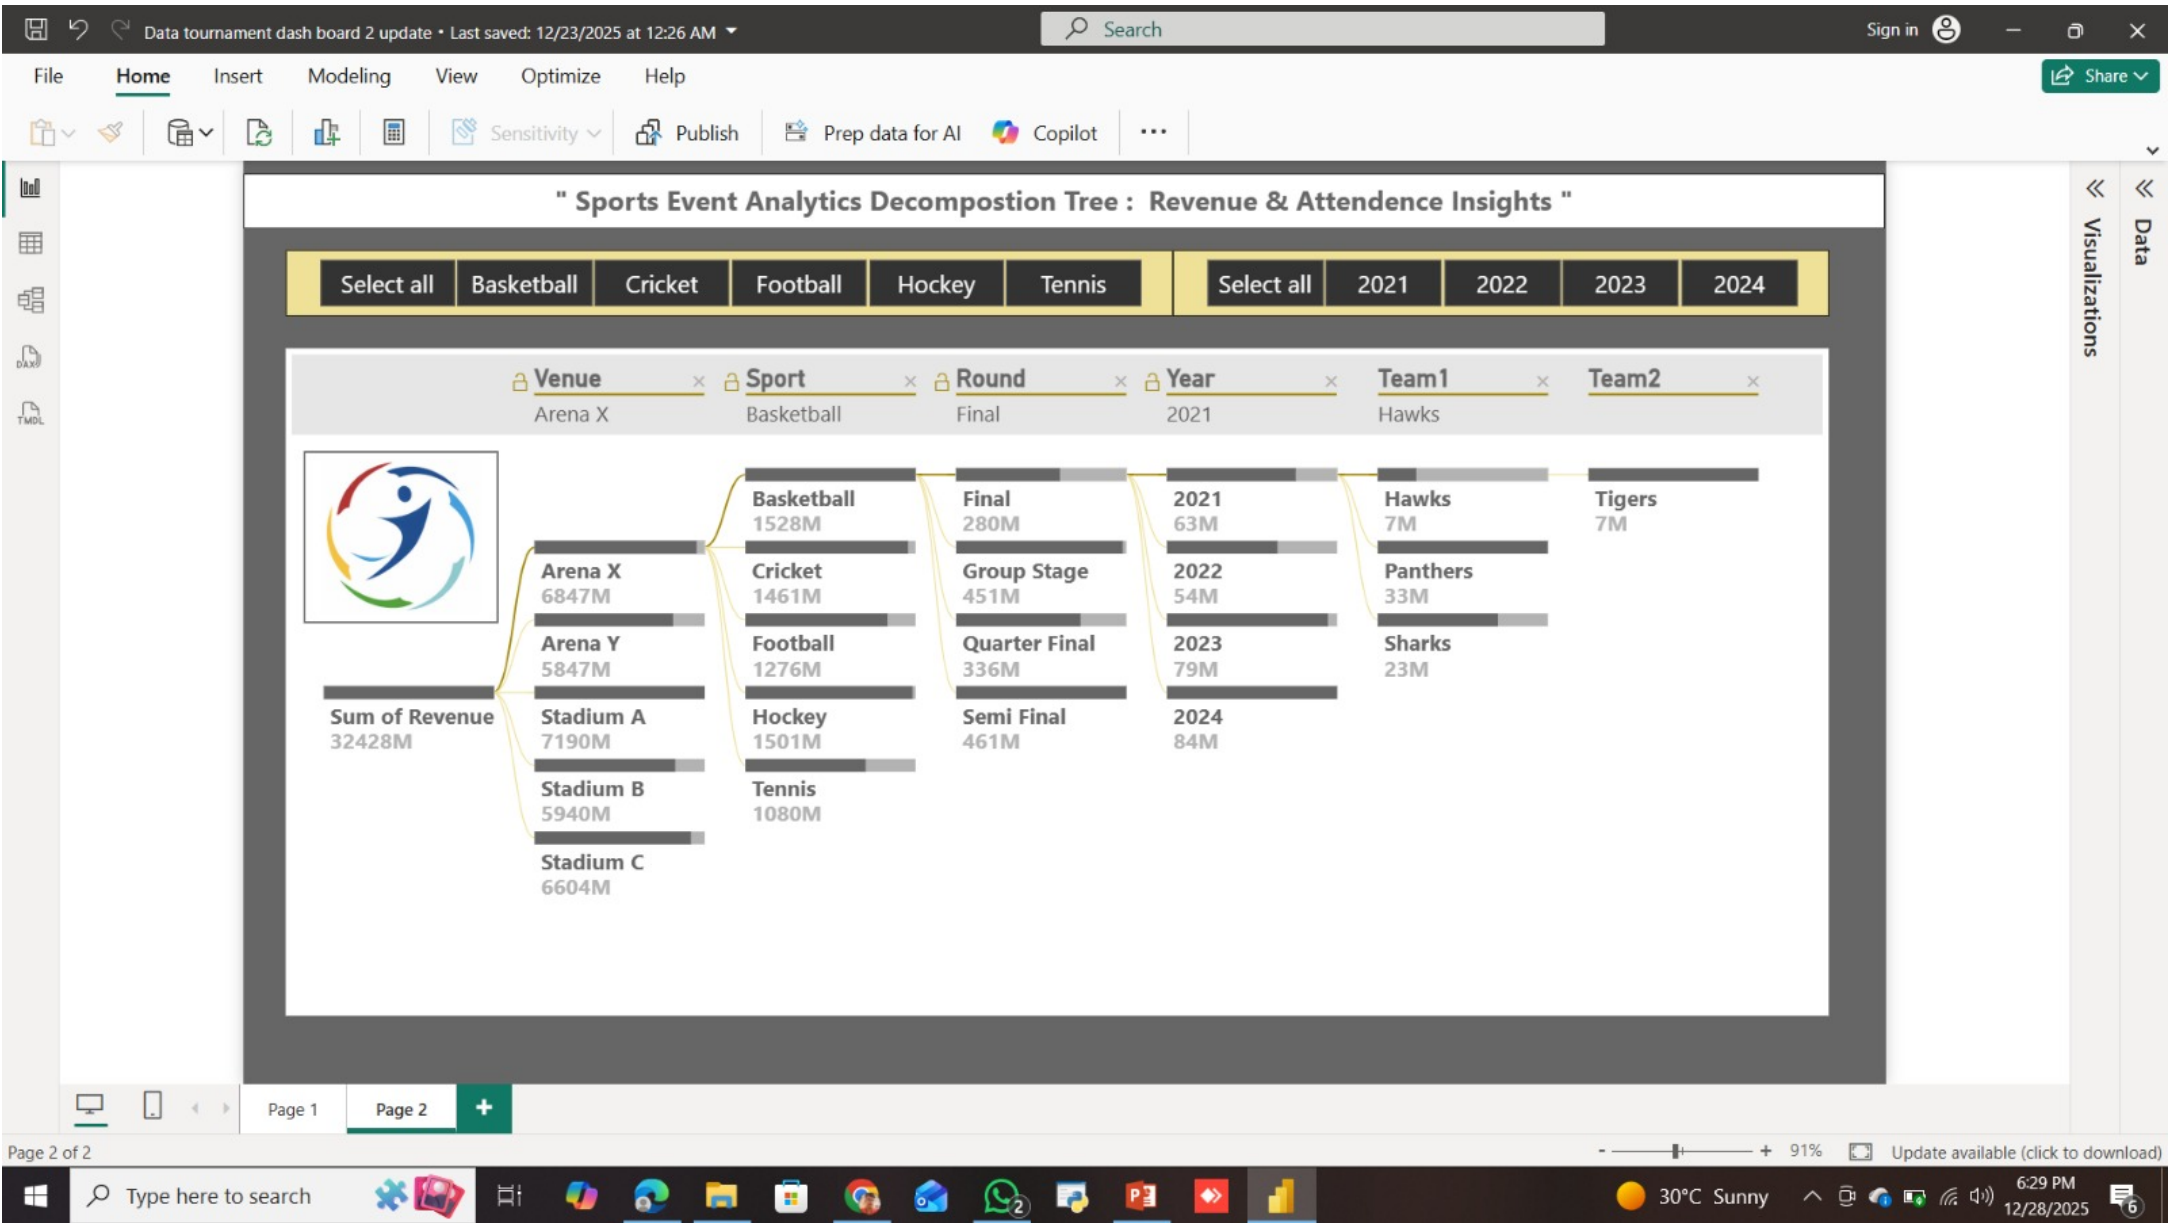 Data tournament dash board 2 update • Last saved: 12/23/2025 at 12:26 AM
Search
Sign in
File Home Insert Modeling View Optimize Help
Share
Sensitivity Publish Prep data for AI Copilot
DAX
TMDL
" Sports Event Analytics Decompostion Tree : Revenue & Attendence Insights "
Select all Basketball Cricket Football Hockey Tennis
Select all 2021 2022 2023 2024
Visualizations
Data
Venue Sport Round Year Team1 Team2
Arena X Basketball Final 2021 Hawks
Sum of Revenue
32428M
Arena X
6847M
Arena Y
5847M
Stadium A
7190M
Stadium B
5940M
Stadium C
6604M
Basketball
1528M
Cricket
1461M
Football
1276M
Hockey
1501M
Tennis
1080M
Final
280M
Group Stage
451M
Quarter Final
336M
Semi Final
461M
2021
63M
2022
54M
2023
79M
2024
84M
Hawks
7M
Panthers
33M
Sharks
23M
Tigers
7M
Page 1 Page 2
Page 2 of 2
91%
Update available (click to download)
Type here to search
2
30°C Sunny
6:29 PM
12/28/2025
6